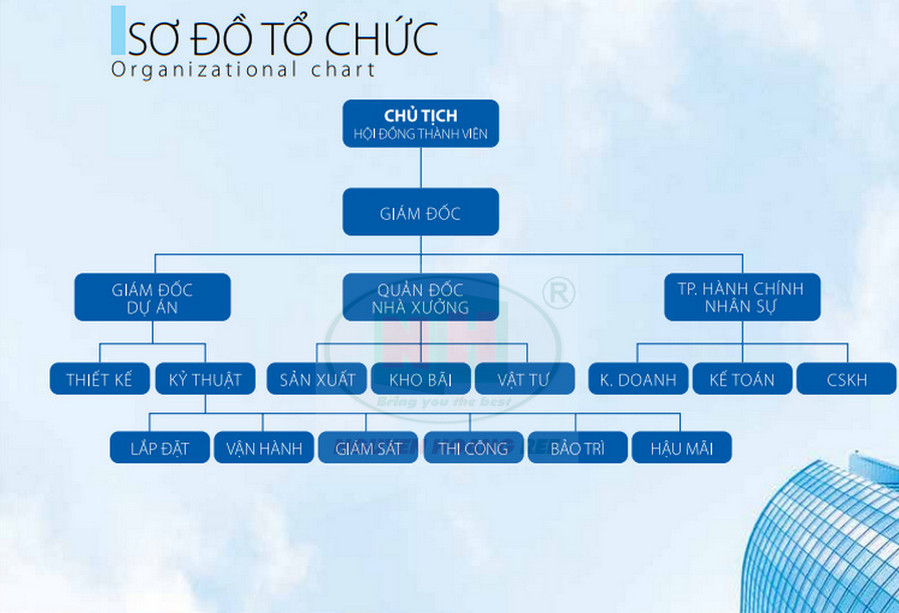 SƠ ĐỒ TỔ CHỨC
Organizational chart
CHỦ TỊCH
HỘI ĐỒNG THÀNH VIÊN
GIÁM ĐỐC
GIÁM ĐỐC
DỰ ÁN
QUẢN ĐỐC
NHÀ XƯỞNG
®
TP. HÀNH CHÍNH
NHÂN SỰ
NH
THIẾT KẾ
KỶ THUẬT
SẢN XUẤT
KHO BÃI
VẬT TƯ
K. DOANH
KẾ TOÁN
CSKH
Bring you the best
LẮP ĐẶT
VẬN HÀNH
GIÁM SÁT
THI CÔNG
BẢO TRÌ
HẬU MÃI